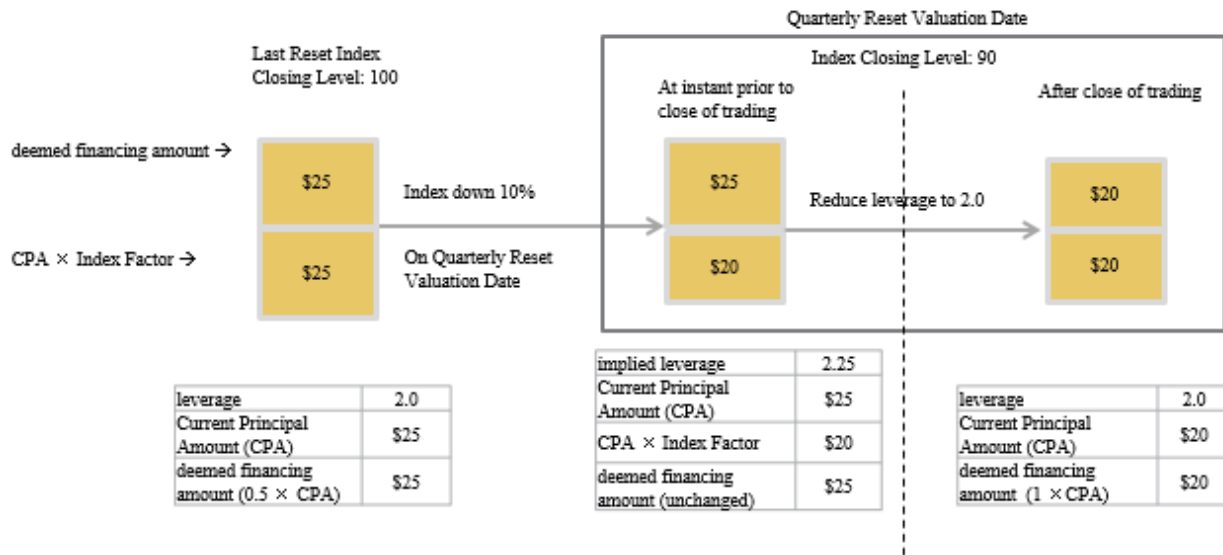 Quarterly Reset Valuation Date
Last Reset Index
Closing Level: 100
Index Closing Level: 90
At instant prior to
close of trading
After close of trading
deemed financing amount →
$25
$25
$20
Index down 10%
Reduce leverage to 2.0
CPA × Index Factor →
$25
On Quarterly Reset
Valuation Date
$20
$20
leverage 2.0
Current Principal
Amount (CPA) $25
deemed financing
amount (0.5 × CPA) $25
implied leverage 2.25
Current Principal
Amount (CPA) $25
CPA × Index Factor $20
deemed financing
amount (unchanged) $25
leverage 2.0
Current Principal
Amount (CPA) $20
deemed financing
amount (1 ×CPA) $20